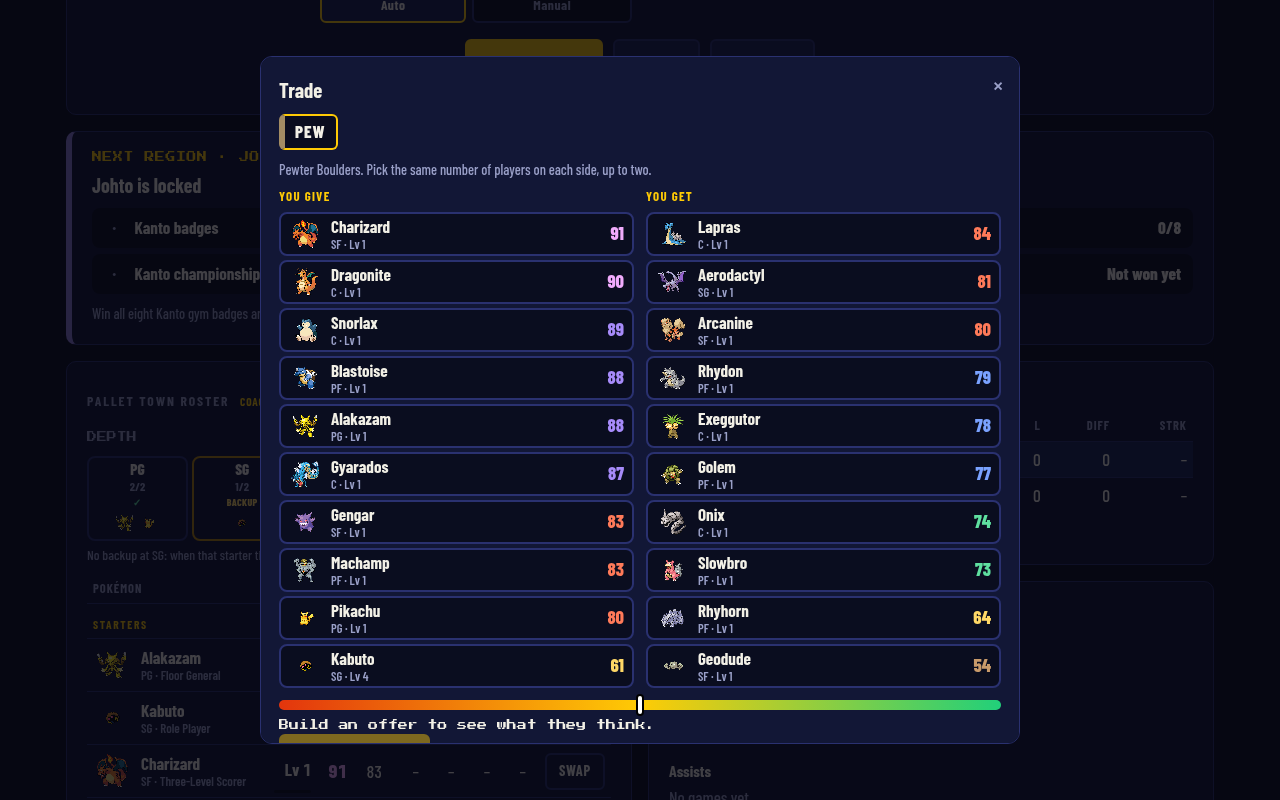 Auto
Manual
Trade
×
PEW
Pewter Boulders. Pick the same number of players on each side, up to two.
YOU GIVE
Charizard
SF · Lv 1
91
Dragonite
C · Lv 1
90
Snorlax
C · Lv 1
89
Blastoise
PF · Lv 1
88
Alakazam
PG · Lv 1
88
Gyarados
C · Lv 1
87
Gengar
SF · Lv 1
83
Machamp
PF · Lv 1
83
Pikachu
PG · Lv 1
80
Kabuto
SG · Lv 4
61
YOU GET
Lapras
C · Lv 1
84
Aerodactyl
SG · Lv 1
81
Arcanine
SF · Lv 1
80
Rhydon
PF · Lv 1
79
Exeggutor
C · Lv 1
78
Golem
PF · Lv 1
77
Onix
C · Lv 1
74
Slowbro
PF · Lv 1
73
Rhyhorn
PF · Lv 1
64
Geodude
SF · Lv 1
54
Build an offer to see what they think.
NEXT REGION · JO
Johto is locked
· Kanto badges
0/8
· Kanto championship
Not won yet
Win all eight Kanto gym badges
PALLET TOWN ROSTER
DEPTH
PG
2/2
✓
SG
1/2
BACKUP
No backup at SG: when that starter
POKÉMON
STARTERS
Alakazam
PG · Floor General
Kabuto
SG · Role Player
Charizard
SF · Three-Level Scorer
Lv 1 91 83 – – – – SWAP
L DIFF STRK
0 0 –
0 0 –
Assists
No games yet